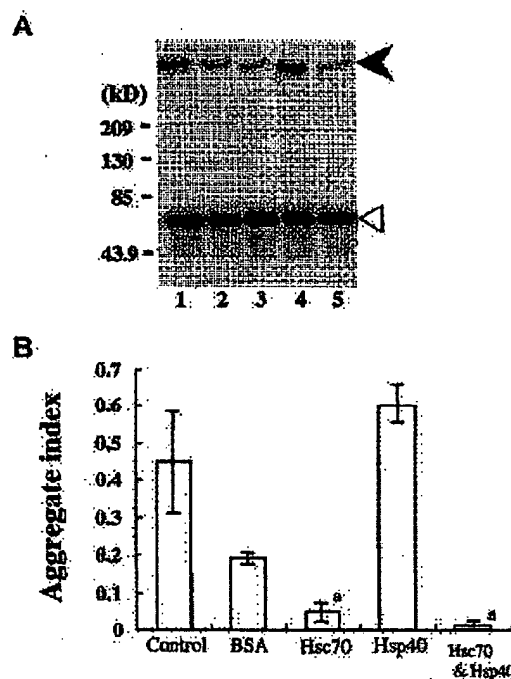 A
(kD)
209
130
85
43.9
1 2 3 4 5
B
Aggregate index
0.7
0.6
0.5
0.4
0.3
0.2
0.1
0
a
a
Control BSA Hsc70 Hsp40 Hsc70 & Hsp40